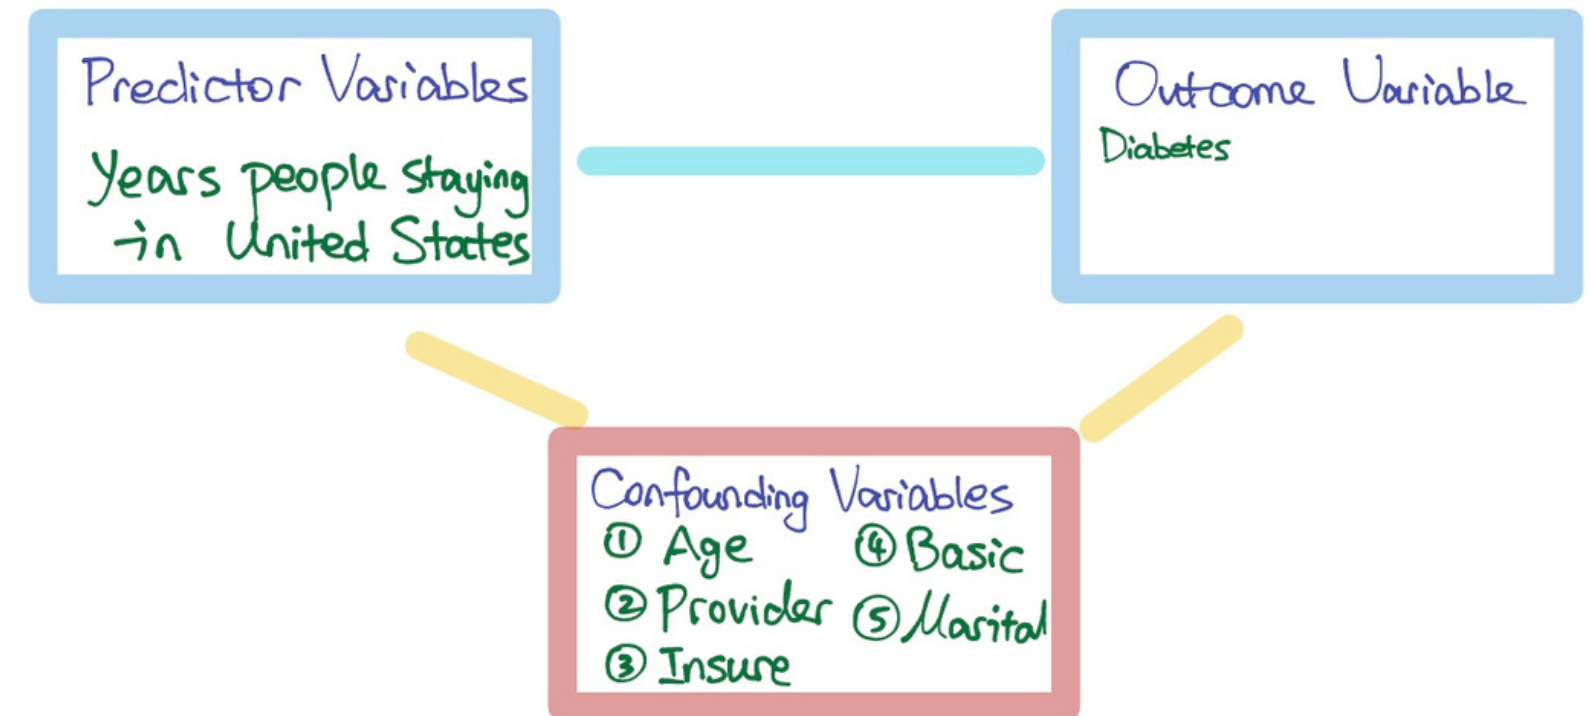 Predictor Variables
Years people staying
in United States
Outcome Variable
Diabetes
Confounding Variables
① Age
② Provider
③ Insure
④ Basic
⑤ Marital